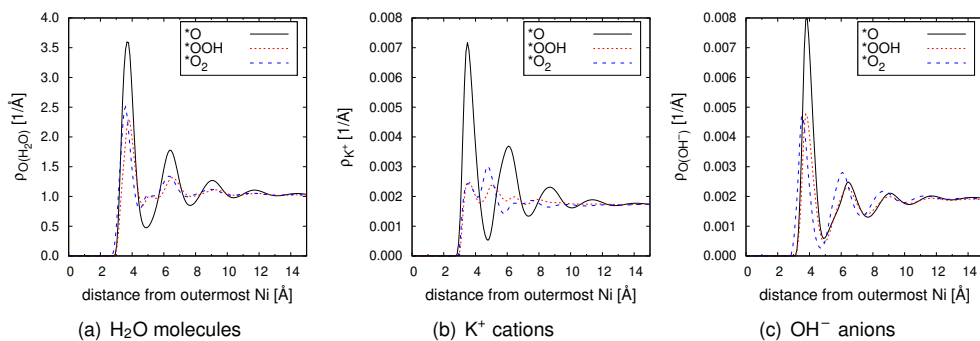 *O
*OOH
*O₂
4.0
3.5
3.0
2.5
2.0
1.5
1.0
0.5
0.0
ρO(H₂O) [1/Å]
0 2 4 6 8 10 12 14
distance from outermost Ni [Å]
(a) H₂O molecules
*O
*OOH
*O₂
0.008
0.007
0.006
0.005
0.004
0.003
0.002
0.001
0.000
ρK⁺ [1/Å]
0 2 4 6 8 10 12 14
distance from outermost Ni [Å]
(b) K⁺ cations
*O
*OOH
*O₂
0.008
0.007
0.006
0.005
0.004
0.003
0.002
0.001
0.000
ρO(OH⁻) [1/Å]
0 2 4 6 8 10 12 14
distance from outermost Ni [Å]
(c) OH⁻ anions